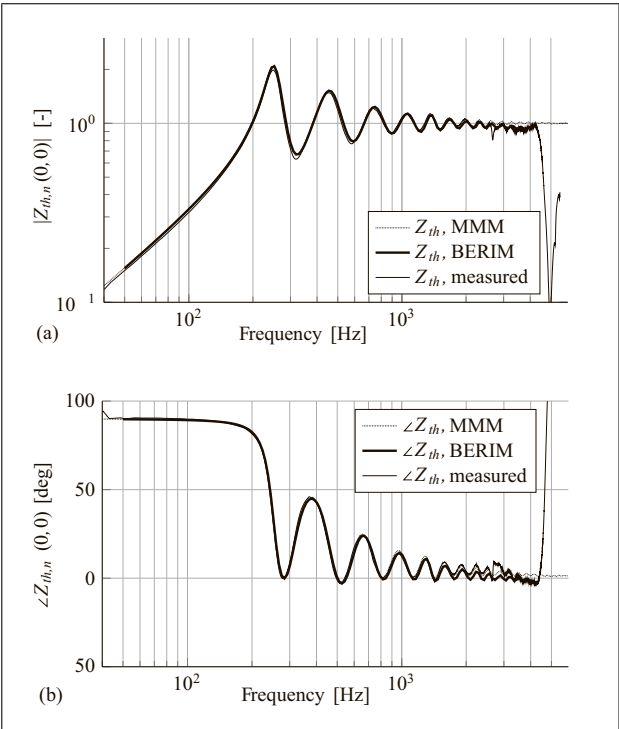 |Z_{th,n}(0,0)| [-]
10^0
10^{1}
10^2
10^3
Z_{th}, MMM
Z_{th}, BERIM
Z_{th}, measured
(a)
Frequency [Hz]
∠Z_{th,n} (0,0) [deg]
100
50
0
50
10^2
10^3
∠Z_{th}, MMM
∠Z_{th}, BERIM
∠Z_{th}, measured
(b)
Frequency [Hz]